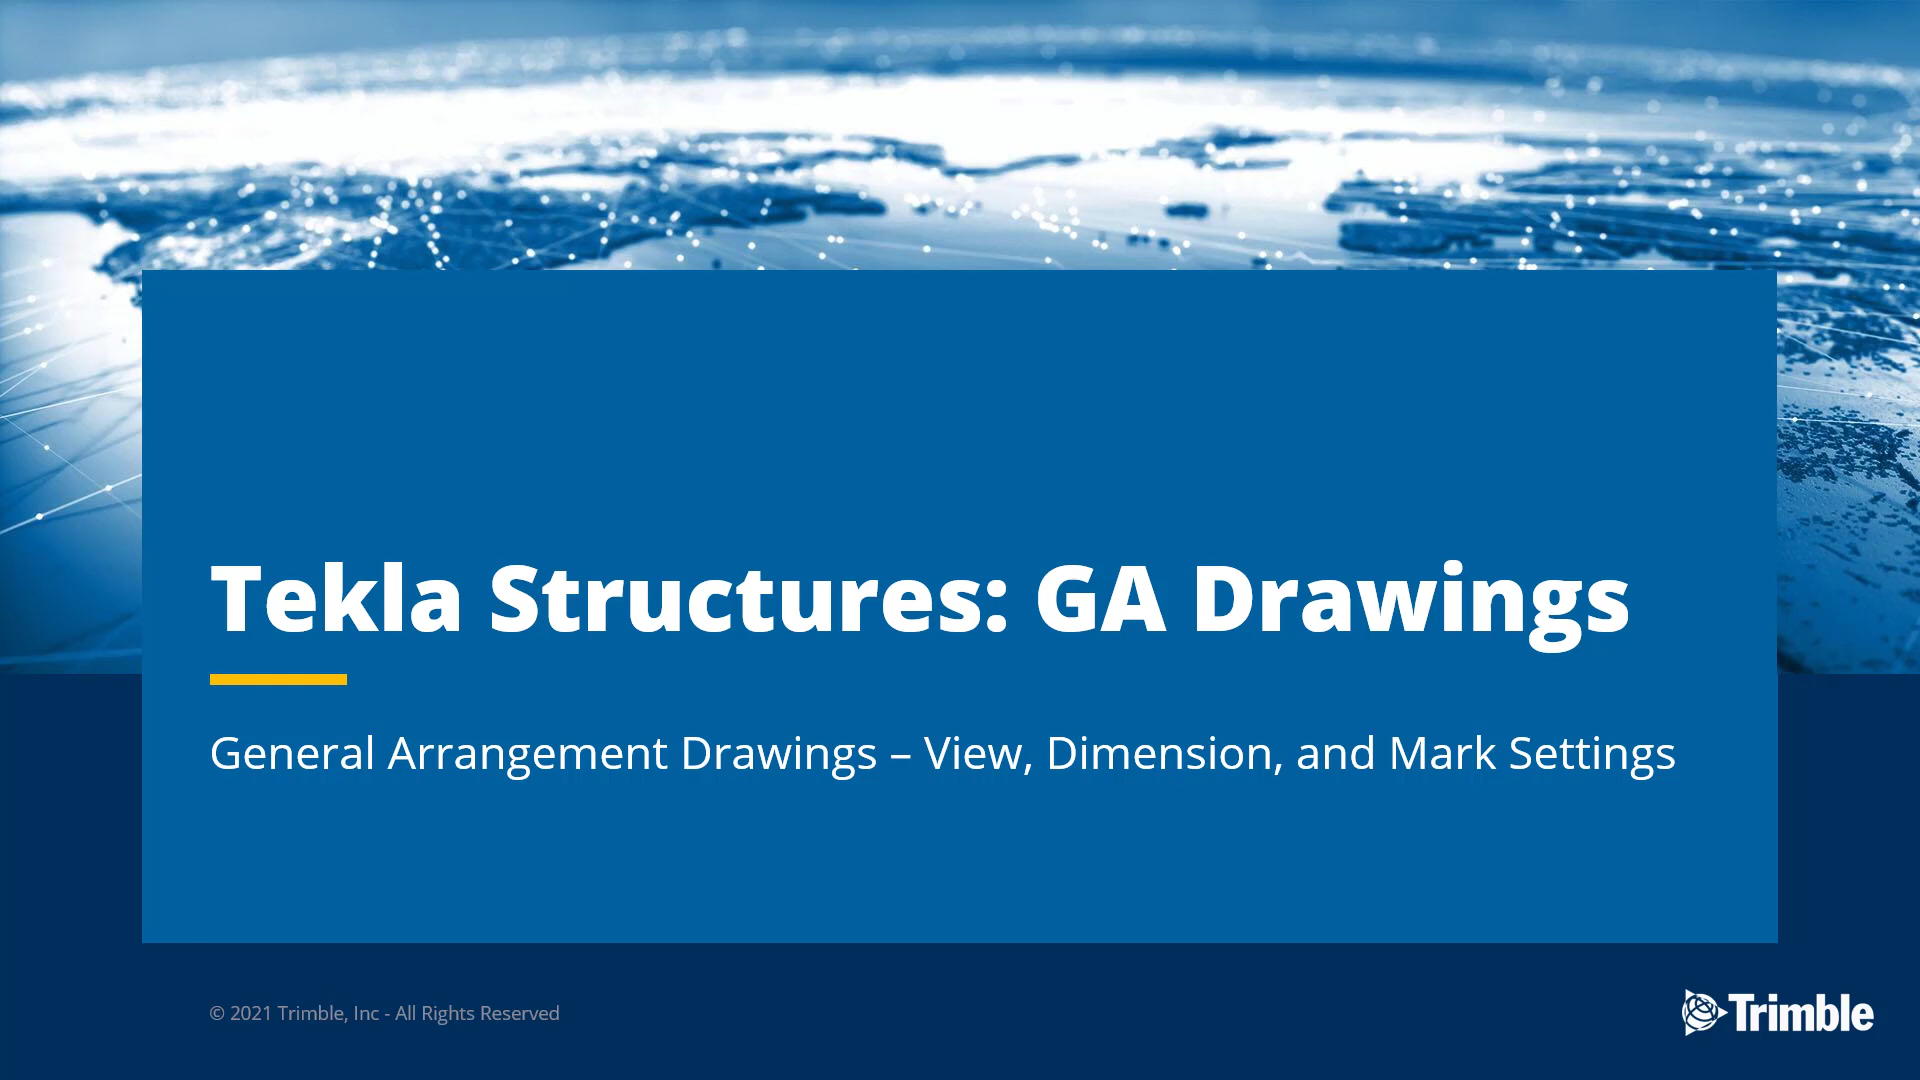 Tekla Structures: GA Drawings
General Arrangement Drawings – View, Dimension, and Mark Settings
© 2021 Trimble, Inc - All Rights Reserved
Trimble